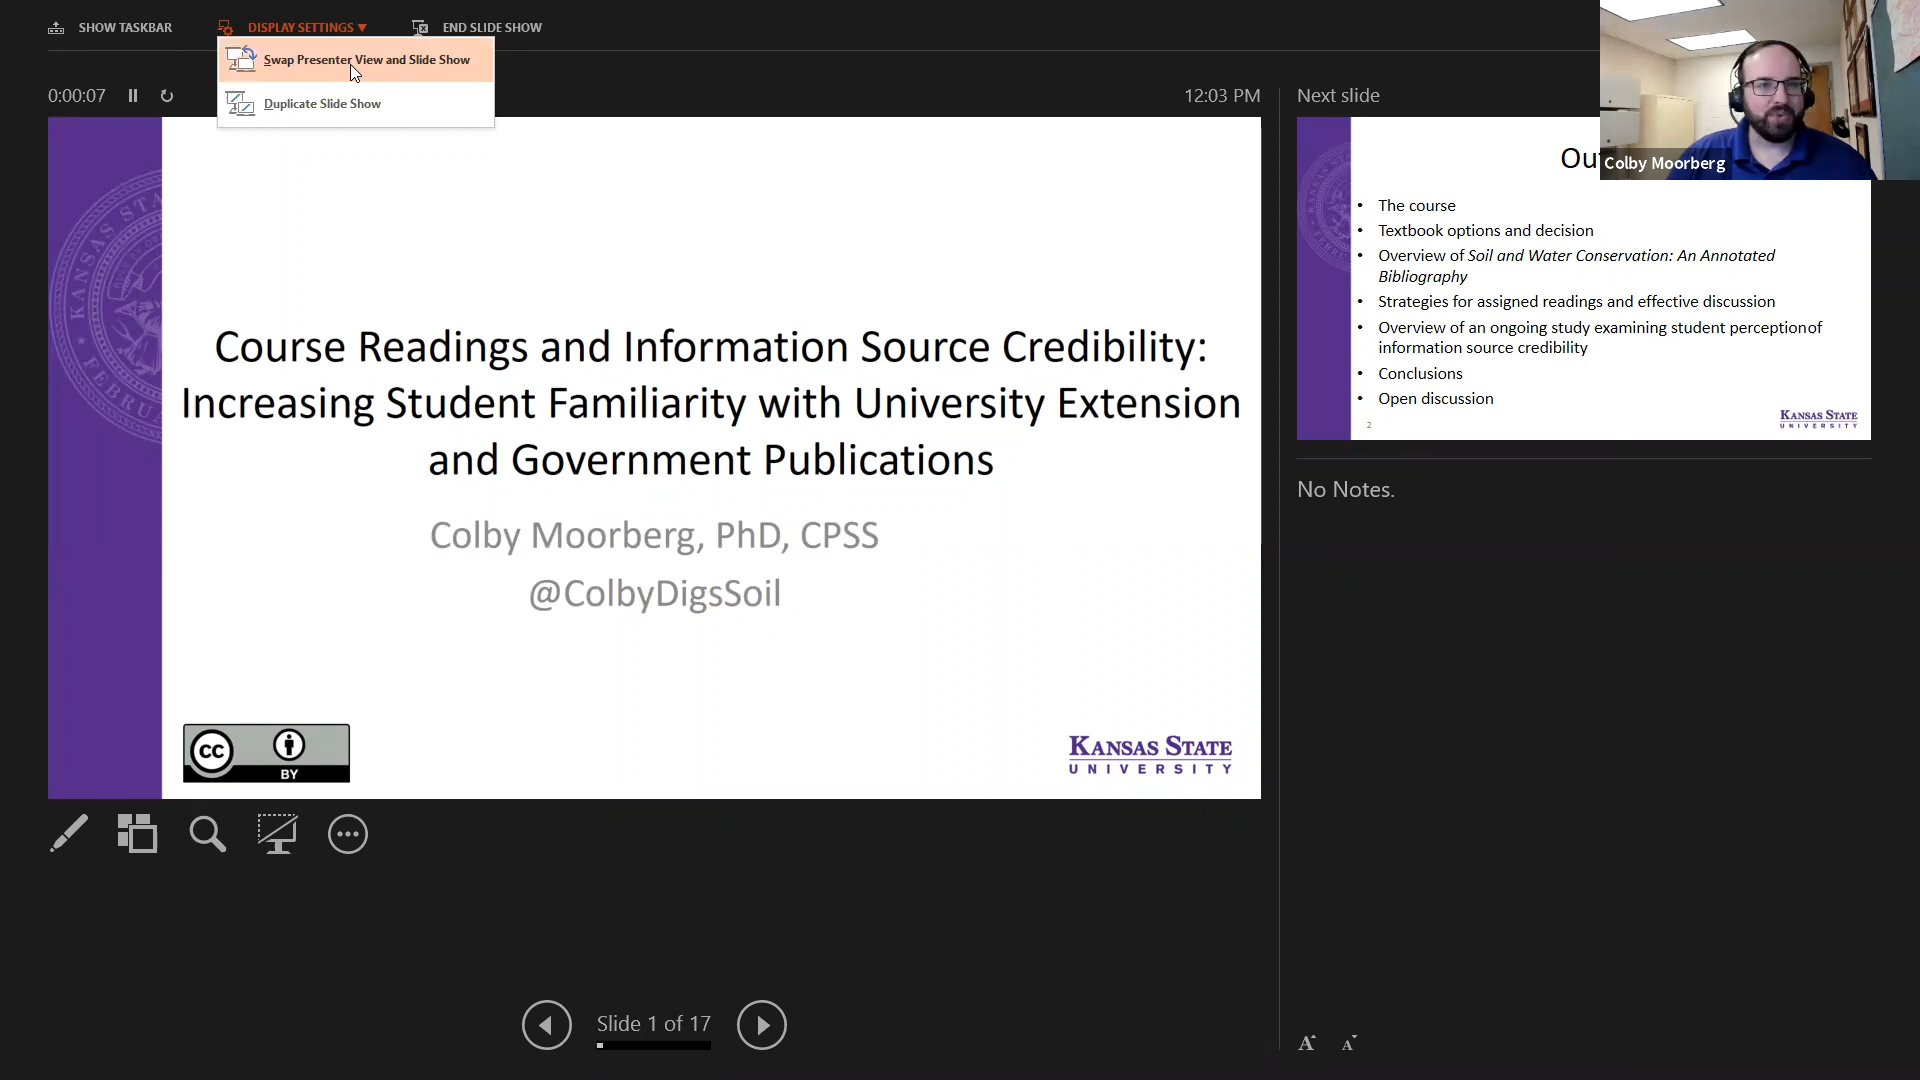 SHOW TASKBAR
DISPLAY SETTINGS ▼
END SLIDE SHOW
Swap Presenter View and Slide Show
Duplicate Slide Show
0:00:07
12:03 PM
Next slide
Course Readings and Information Source Credibility:
Increasing Student Familiarity with University Extension
and Government Publications
Colby Moorberg, PhD, CPSS
@ColbyDigsSoil
CC
BY
KANSAS STATE
UNIVERSITY
Colby Moorberg
• The course
• Textbook options and decision
• Overview of Soil and Water Conservation: An Annotated
Bibliography
• Strategies for assigned readings and effective discussion
• Overview of an ongoing study examining student perception of
information source credibility
• Conclusions
• Open discussion
2
KANSAS STATE
UNIVERSITY
No Notes.
Slide 1 of 17
A A